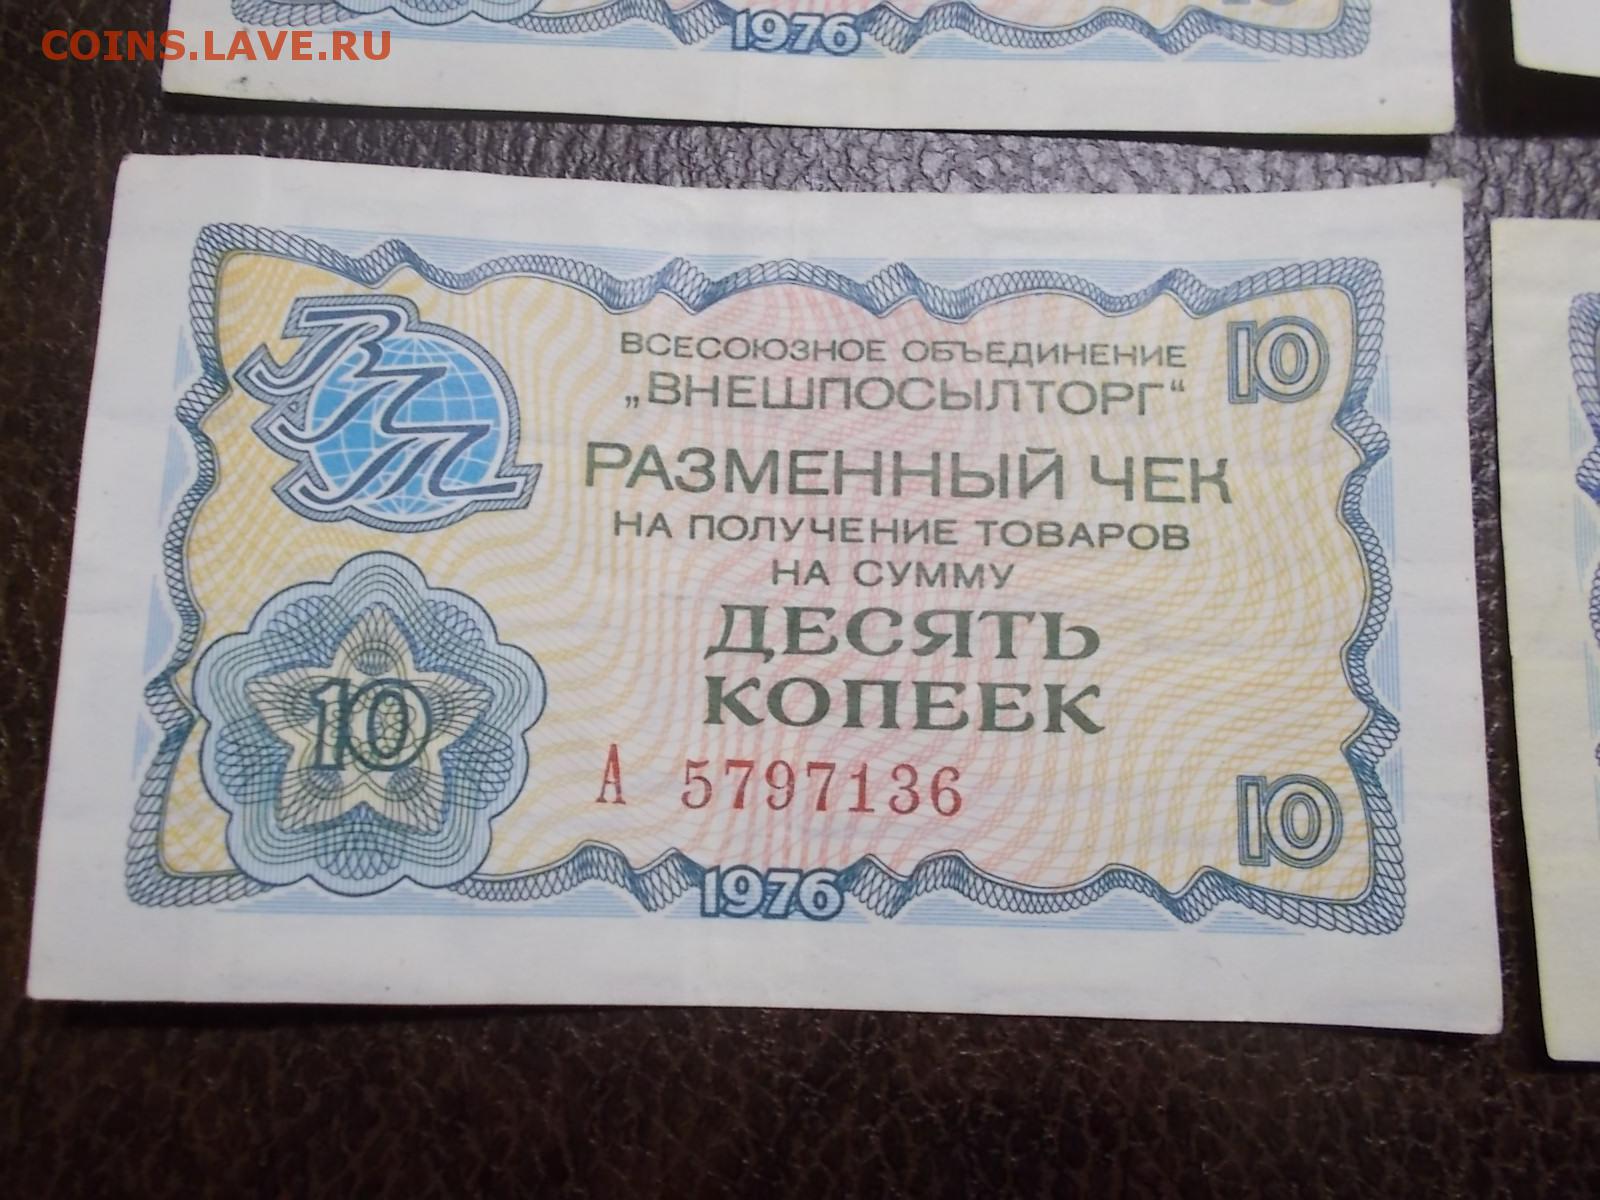 COINS.LAVE.RU
1976
ВПТ
ВСЕСОЮЗНОЕ ОБЪЕДИНЕНИЕ
„ВНЕШПОСЫЛТОРГ“
10
РАЗМЕННЫЙ ЧЕК
НА ПОЛУЧЕНИЕ ТОВАРОВ
НА СУММУ
ДЕСЯТЬ
КОПЕЕК
10
А 5797136
10
1976